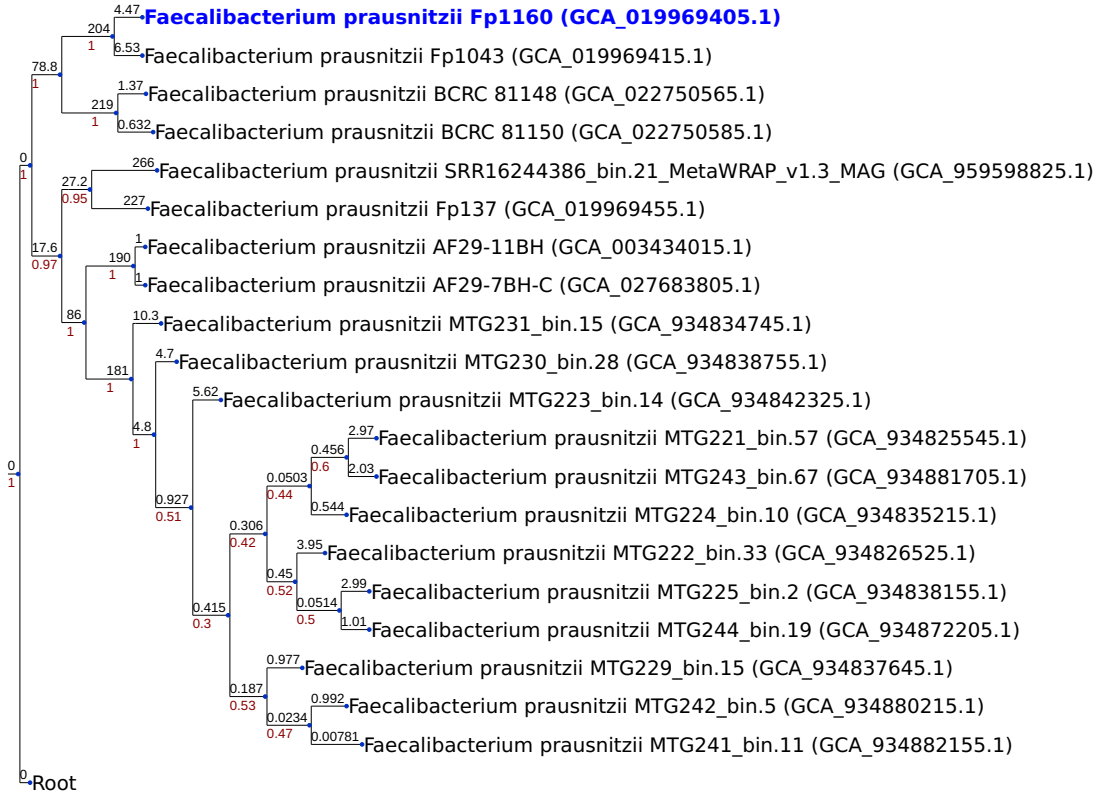 4.47
Faecalibacterium prausnitzii Fp1160 (GCA_019969405.1)
204
1
6.53
Faecalibacterium prausnitzii Fp1043 (GCA_019969415.1)
78.8
1
1.37
Faecalibacterium prausnitzii BCRC 81148 (GCA_022750565.1)
219
1
0.632
Faecalibacterium prausnitzii BCRC 81150 (GCA_022750585.1)
0
1
266
Faecalibacterium prausnitzii SRR16244386_bin.21_MetaWRAP_v1.3_MAG (GCA_959598825.1)
27.2
0.95
227
Faecalibacterium prausnitzii Fp137 (GCA_019969455.1)
17.6
0.97
1
Faecalibacterium prausnitzii AF29-11BH (GCA_003434015.1)
190
1
1
Faecalibacterium prausnitzii AF29-7BH-C (GCA_027683805.1)
86
1
10.3
Faecalibacterium prausnitzii MTG231_bin.15 (GCA_934834745.1)
181
1
4.7
Faecalibacterium prausnitzii MTG230_bin.28 (GCA_934838755.1)
4.8
1
5.62
Faecalibacterium prausnitzii MTG223_bin.14 (GCA_934842325.1)
0.927
0.51
2.97
Faecalibacterium prausnitzii MTG221_bin.57 (GCA_934825545.1)
0.456
0.6
2.03
Faecalibacterium prausnitzii MTG243_bin.67 (GCA_934881705.1)
0.0503
0.44
0.544
Faecalibacterium prausnitzii MTG224_bin.10 (GCA_934835215.1)
0.306
0.42
3.95
Faecalibacterium prausnitzii MTG222_bin.33 (GCA_934826525.1)
0.45
0.52
2.99
Faecalibacterium prausnitzii MTG225_bin.2 (GCA_934838155.1)
0.0514
0.5
1.01
Faecalibacterium prausnitzii MTG244_bin.19 (GCA_934872205.1)
0.415
0.3
0.977
Faecalibacterium prausnitzii MTG229_bin.15 (GCA_934837645.1)
0.187
0.53
0.992
Faecalibacterium prausnitzii MTG242_bin.5 (GCA_934880215.1)
0.0234
0.47
0.00781
Faecalibacterium prausnitzii MTG241_bin.11 (GCA_934882155.1)
0
1
0
Root